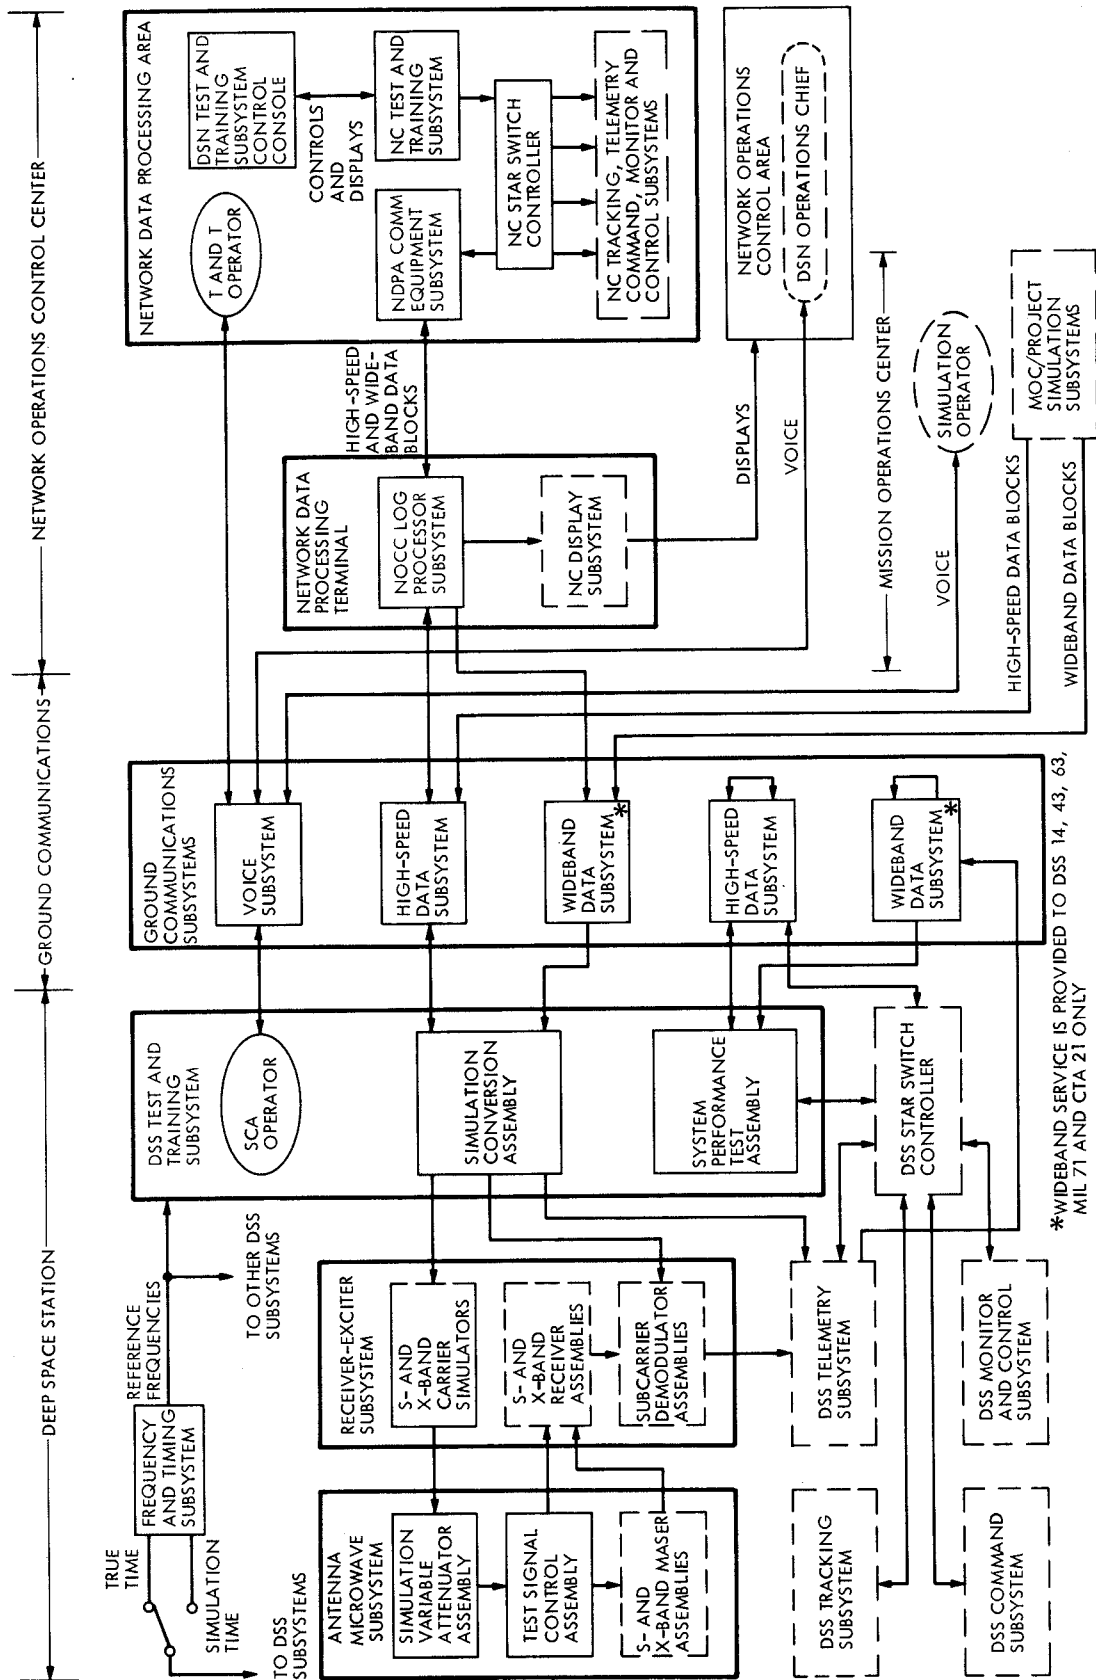 DEEP SPACE STATION
GROUND COMMUNICATIONS
NETWORK OPERATIONS CONTROL CENTER
TRUE
TIME
SIMULATION
TIME
TO DSS
SUBSYSTEMS
FREQUENCY
AND TIMING
SUBSYSTEM
REFERENCE
FREQUENCIES
TO OTHER DSS
SUBSYSTEMS
ANTENNA
MICROWAVE
SUBSYSTEM
SIMULATION
VARIABLE
ATTENUATOR
ASSEMBLY
TEST SIGNAL
CONTROL
ASSEMBLY
S- AND
X-BAND MASER
ASSEMBLIES
RECEIVER-EXCITER
SUBSYSTEM
S- AND
X-BAND
CARRIER
SIMULATORS
S- AND
X-BAND
RECEIVER
ASSEMBLIES
SUBCARRIER
DEMODULATOR
ASSEMBLIES
DSS TRACKING
SUBSYSTEM
DSS TELEMETRY
SUBSYSTEM
DSS COMMAND
SUBSYSTEM
DSS MONITOR
AND CONTROL
SUBSYSTEM
DSS TEST AND
TRAINING
SUBSYSTEM
SCA
OPERATOR
SIMULATION
CONVERSION
ASSEMBLY
SYSTEM
PERFORMANCE
TEST
ASSEMBLY
DSS STAR SWITCH
CONTROLLER
GROUND
COMMUNICATIONS
SUBSYSTEMS
VOICE
SUBSYSTEM
HIGH-SPEED
DATA
SUBSYSTEM
WIDEBAND
DATA
SUBSYSTEM*
HIGH-SPEED
DATA
SUBSYSTEM
WIDEBAND
DATA
SUBSYSTEM*
*WIDEBAND SERVICE IS PROVIDED TO DSS 14, 43, 63,
MIL 71 AND CTA 21 ONLY
NETWORK DATA
PROCESSING
TERMINAL
NOCC LOG
PROCESSOR
SUBSYSTEM
NC DISPLAY
SUBSYSTEM
HIGH-SPEED
AND WIDE-
BAND DATA
BLOCKS
DISPLAYS
VOICE
NETWORK DATA PROCESSING AREA
T AND T
OPERATOR
DSN TEST AND
TRAINING
SUBSYSTEM
CONTROL
CONSOLE
CONTROLS
AND
DISPLAYS
NDPA COMM
EQUIPMENT
SUBSYSTEM
NC TEST AND
TRAINING
SUBSYSTEM
NC STAR SWITCH
CONTROLLER
NC TRACKING, TELEMETRY
COMMAND, MONITOR AND
CONTROL SUBSYSTEMS
NETWORK OPERATIONS
CONTROL AREA
DSN OPERATIONS CHIEF
MISSION OPERATIONS CENTER
VOICE
SIMULATION
OPERATOR
HIGH-SPEED DATA BLOCKS
WIDEBAND DATA BLOCKS
MOC/PROJECT
SIMULATION
SUBSYSTEMS